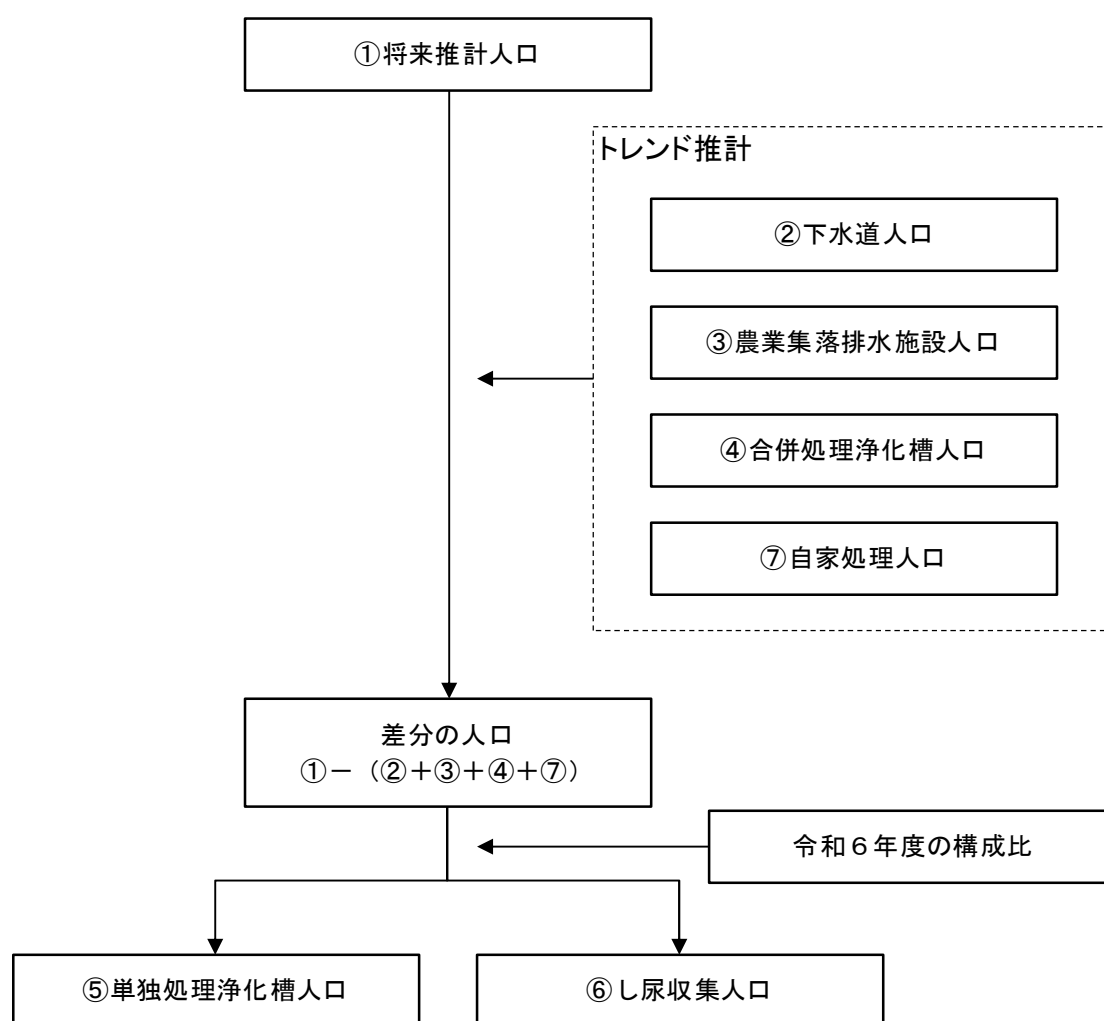 ①将来推計人口
トレンド推計
②下水道人口
③農業集落排水施設人口
④合併処理浄化槽人口
⑦自家処理人口
差分の人口
①－（②＋③＋④＋⑦）
令和６年度の構成比
⑤単独処理浄化槽人口
⑥し尿収集人口